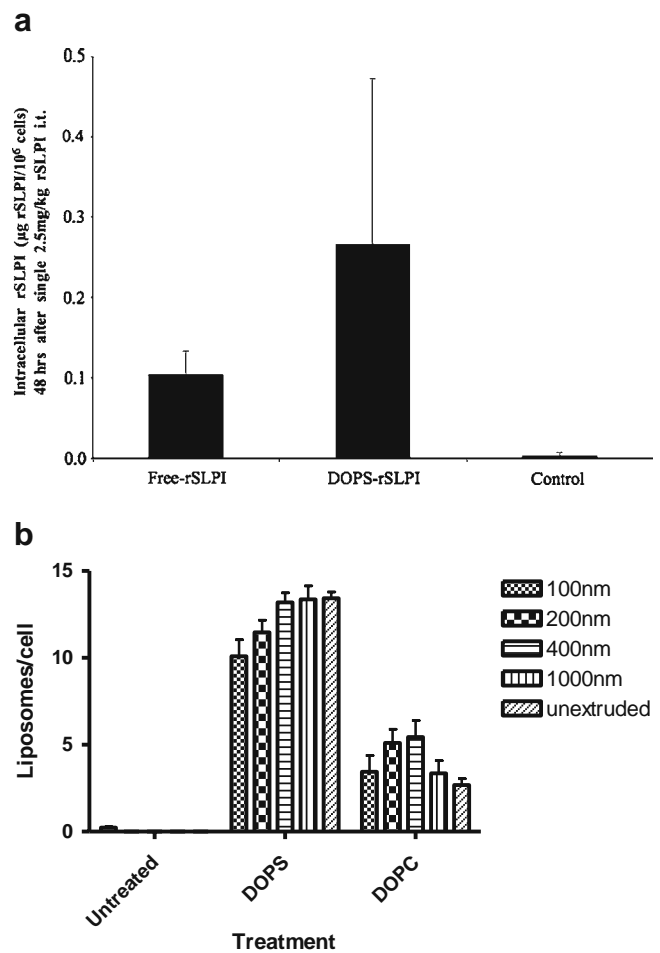 a
Intracellular rSLPI (µg rSLPI/10⁶ cells)
48 hrs after single 2.5mg/kg rSLPI i.t.
0.5
0.4
0.3
0.2
0.1
0.0
Free-rSLPI
DOPS-rSLPI
Control
b
Liposomes/cell
15
10
5
0
Untreated
DOPS
DOPC
Treatment
100nm
200nm
400nm
1000nm
unextruded